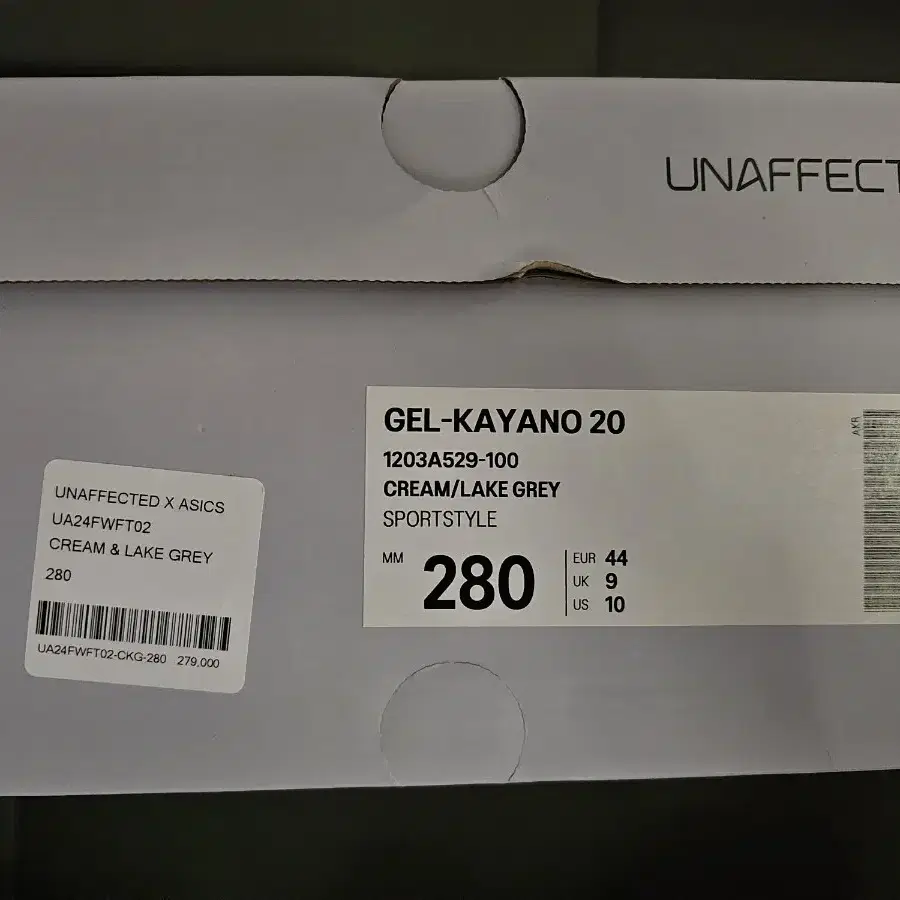 UNAFFECT
GEL-KAYANO 20
1203A529-100
CREAM/LAKE GREY
SPORTSTYLE
MM 280
EUR 44
UK 9
US 10
AKR
UNAFFECTED X ASICS
UA24FWFT02
CREAM & LAKE GREY
280
UA24FWFT02-CKG-280 279,000